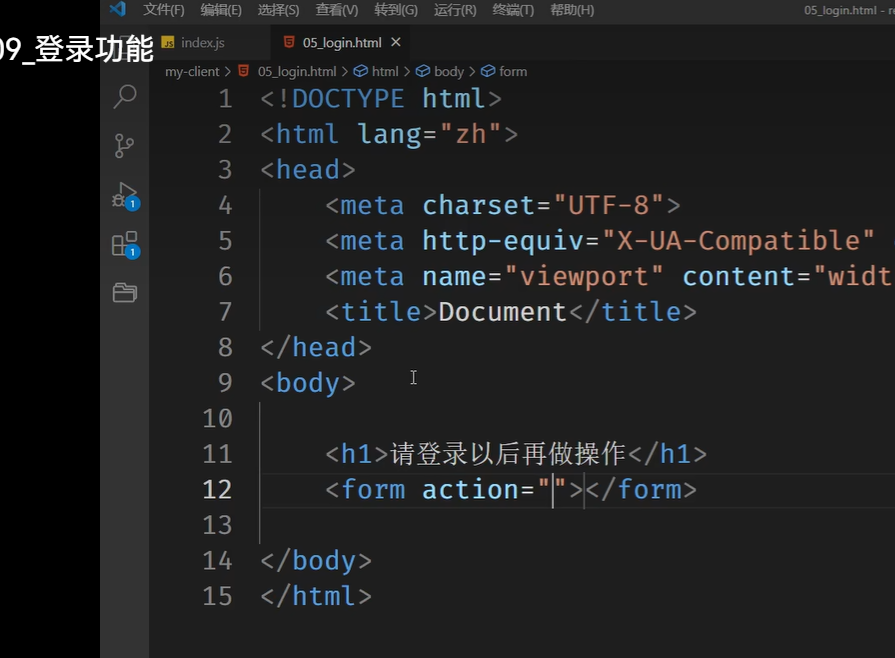 文件(F) 编辑(E) 选择(S) 查看(V) 转到(G) 运行(R) 终端(T) 帮助(H) 05_login.html - re
09_登录功能
JS index.js 05_login.html ×
my-client > 05_login.html > html > body > form
1 <!DOCTYPE html>
2 <html lang="zh">
3 <head>
4 <meta charset="UTF-8">
5 <meta http-equiv="X-UA-Compatible"
6 <meta name="viewport" content="widt
7 <title>Document</title>
8 </head>
9 <body>
10
11 <h1>请登录以后再做操作</h1>
12 <form action=""></form>
13
14 </body>
15 </html>
1
1